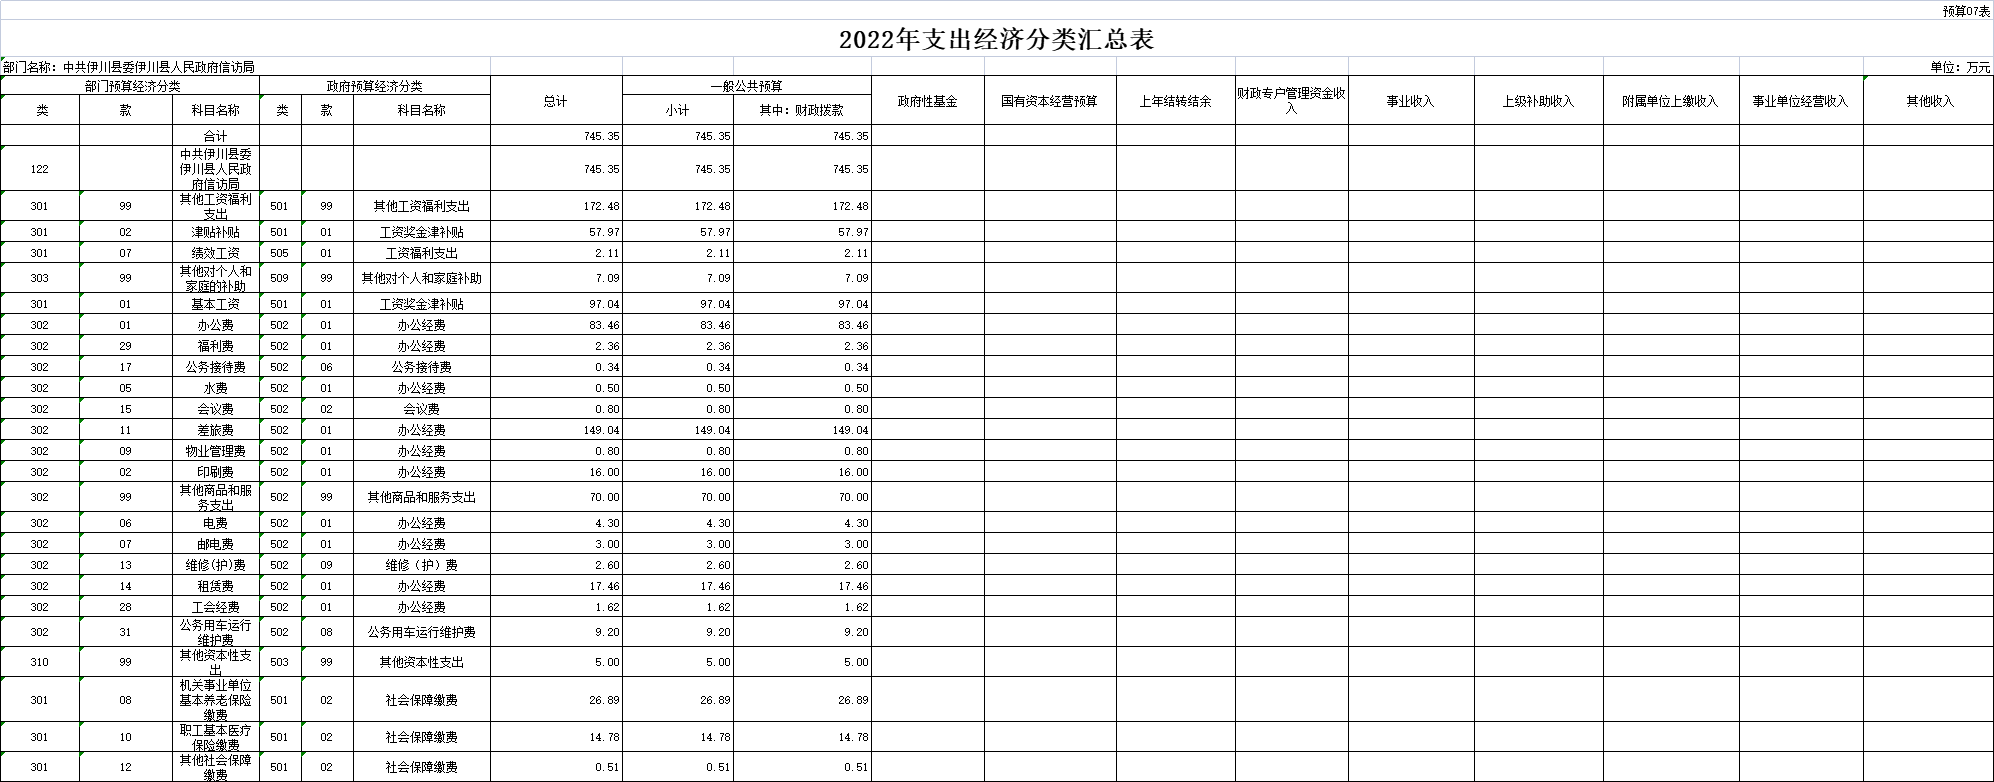 预算07表
2022年支出经济分类汇总表
部门名称：中共伊川县委伊川县人民政府信访局 单位：万元
部门预算经济分类 政府预算经济分类 总计 一般公共预算 政府性基金 国有资本经营预算 上年结转结余 财政专户管理资金收入 事业收入 上级补助收入 附属单位上缴收入 事业单位经营收入 其他收入
类 款 科目名称 类 款 科目名称 小计 其中：财政拨款
合计 745.35 745.35 745.35
122 中共伊川县委伊川县人民政府信访局 745.35 745.35 745.35
301 99 其他工资福利支出 501 99 其他工资福利支出 172.48 172.48 172.48
301 02 津贴补贴 501 01 工资奖金津补贴 57.97 57.97 57.97
301 07 绩效工资 505 01 工资福利支出 2.11 2.11 2.11
303 99 其他对个人和家庭的补助 509 99 其他对个人和家庭补助 7.09 7.09 7.09
301 01 基本工资 501 01 工资奖金津补贴 97.04 97.04 97.04
302 01 办公费 502 01 办公经费 83.46 83.46 83.46
302 29 福利费 502 01 办公经费 2.36 2.36 2.36
302 17 公务接待费 502 06 公务接待费 0.34 0.34 0.34
302 05 水费 502 01 办公经费 0.50 0.50 0.50
302 15 会议费 502 02 会议费 0.80 0.80 0.80
302 11 差旅费 502 01 办公经费 149.04 149.04 149.04
302 09 物业管理费 502 01 办公经费 0.80 0.80 0.80
302 02 印刷费 502 01 办公经费 16.00 16.00 16.00
302 99 其他商品和服务支出 502 99 其他商品和服务支出 70.00 70.00 70.00
302 06 电费 502 01 办公经费 4.30 4.30 4.30
302 07 邮电费 502 01 办公经费 3.00 3.00 3.00
302 13 维修(护)费 502 09 维修（护）费 2.60 2.60 2.60
302 14 租赁费 502 01 办公经费 17.46 17.46 17.46
302 28 工会经费 502 01 办公经费 1.62 1.62 1.62
302 31 公务用车运行维护费 502 08 公务用车运行维护费 9.20 9.20 9.20
310 99 其他资本性支出 503 99 其他资本性支出 5.00 5.00 5.00
301 08 机关事业单位基本养老保险缴费 501 02 社会保障缴费 26.89 26.89 26.89
301 10 职工基本医疗保险缴费 501 02 社会保障缴费 14.78 14.78 14.78
301 12 其他社会保障缴费 501 02 社会保障缴费 0.51 0.51 0.51